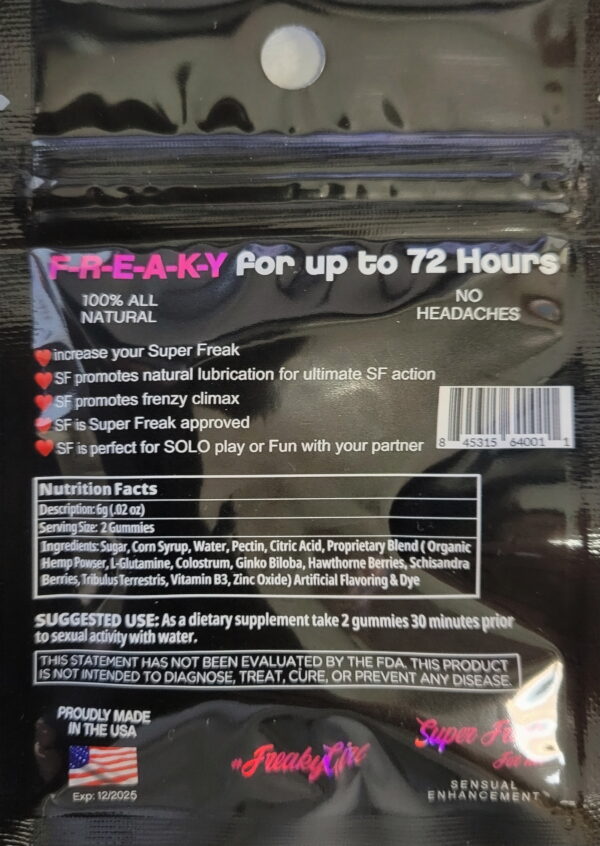 F-R-E-A-K-Y For up to 72 Hours
100% ALL
NATURAL
NO
HEADACHES
increase your Super Freak
SF promotes natural lubrication for ultimate SF action
SF promotes frenzy climax
SF is Super Freak approved
SF is perfect for SOLO play or Fun with your partner
8 45315 64001 1
Nutrition Facts
Description: 6g (.02 oz)
Serving Size: 2 Gummies
Ingredients: Sugar, Corn Syrup, Water, Pectin, Citric Acid, Proprietary Blend ( Organic
Hemp Powser, L-Glutamine, Colostrum, Ginko Biloba, Hawthorne Berries, Schisandra
Berries, Tribulus Terrestris, Vitamin B3, Zinc Oxide) Artificial Flavoring & Dye
SUGGESTED USE: As a dietary supplement take 2 gummies 30 minutes prior
to sexual activity with water.
THIS STATEMENT HAS NOT BEEN EVALUATED BY THE FDA. THIS PRODUCT
IS NOT INTENDED TO DIAGNOSE, TREAT, CURE, OR PREVENT ANY DISEASE.
PROUDLY MADE
IN THE USA
Exp: 12/2025
#FreakyGirl
Super
SENSUAL
ENHANCEMENT